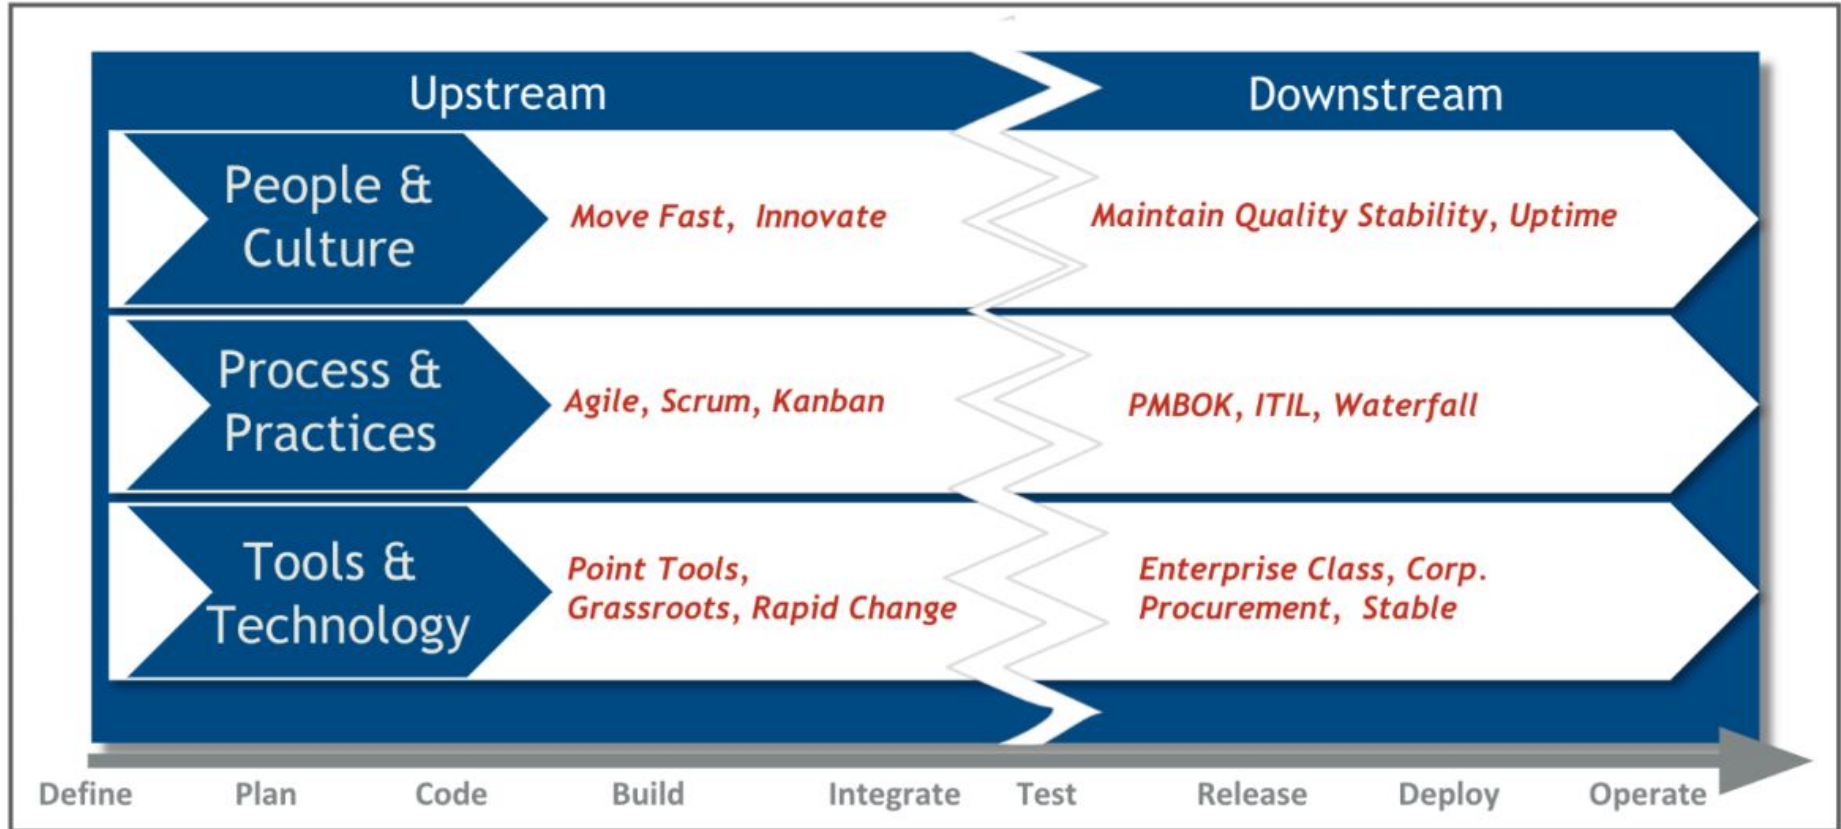 Upstream
Downstream
People &
Culture
Move Fast,  Innovate
Maintain Quality Stability, Uptime
Process &
Practices
Agile, Scrum, Kanban
PMBOK, ITIL, Waterfall
Tools &
Technology
Point Tools,
Grassroots, Rapid Change
Enterprise Class, Corp.
Procurement,  Stable
Define Plan Code Build Integrate Test Release Deploy Operate